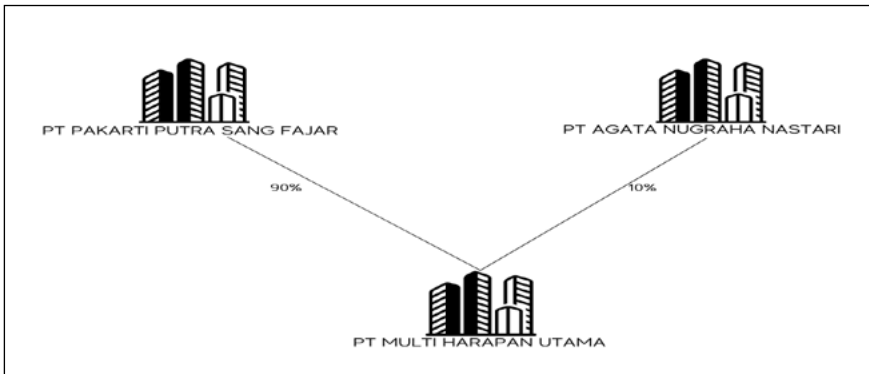 PT PAKARTI PUTRA SANG FAJAR
PT AGATA NUGRAHA NASTARI
90%
10%
PT MULTI HARAPAN UTAMA